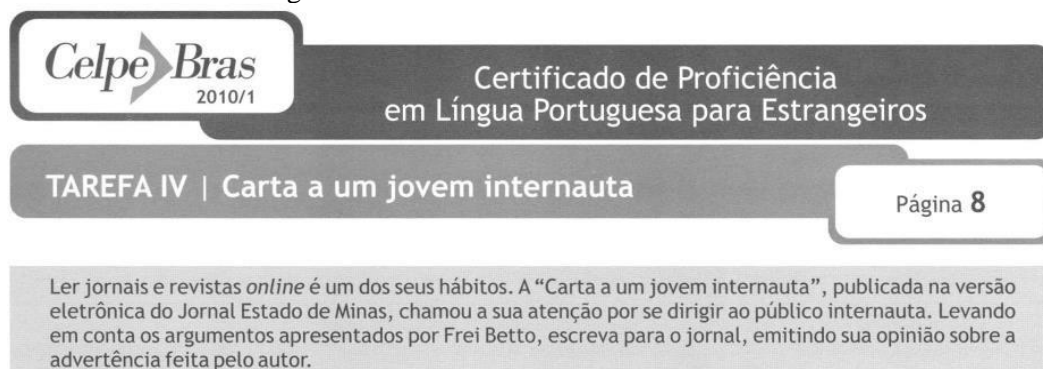 Celpe Bras
2010/1
Certificado de Proficiência
em Língua Portuguesa para Estrangeiros
TAREFA IV | Carta a um jovem internauta
Página 8
Ler jornais e revistas online é um dos seus hábitos. A “Carta a um jovem internauta”, publicada na versão
eletrônica do Jornal Estado de Minas, chamou a sua atenção por se dirigir ao público internauta. Levando
em conta os argumentos apresentados por Frei Betto, escreva para o jornal, emitindo sua opinião sobre a
advertência feita pelo autor.